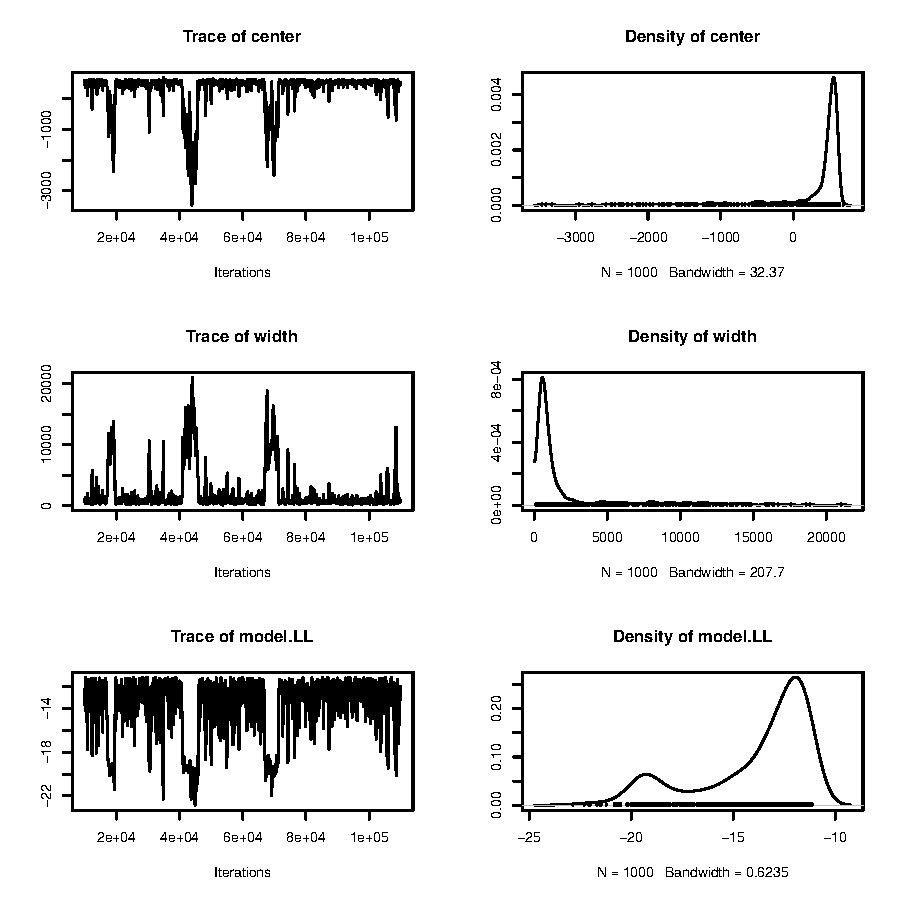 Trace of center
Density of center
−3000
−1000
2e+04 4e+04 6e+04 8e+04 1e+05
Iterations
0.000 0.002 0.004
−3000 −2000 −1000 0
N = 1000 Bandwidth = 32.37
Trace of width
Density of width
0 10000 20000
2e+04 4e+04 6e+04 8e+04 1e+05
Iterations
0e+00 4e−04 8e−04
0 5000 10000 15000 20000
N = 1000 Bandwidth = 207.7
Trace of model.LL
Density of model.LL
−22 −18 −14
2e+04 4e+04 6e+04 8e+04 1e+05
Iterations
0.00 0.10 0.20
−25 −20 −15 −10
N = 1000 Bandwidth = 0.6235